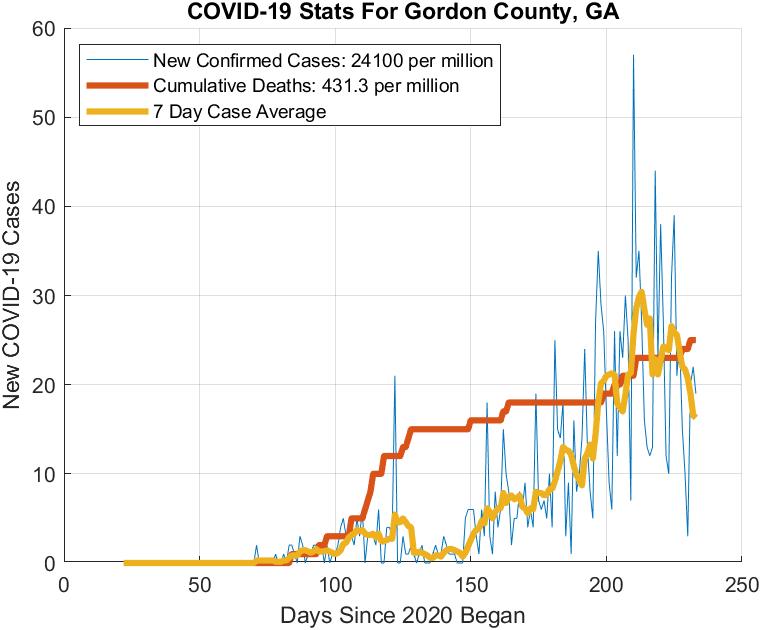 COVID-19 Stats For Gordon County, GA
New Confirmed Cases: 24100 per million
Cumulative Deaths: 431.3 per million
7 Day Case Average
New COVID-19 Cases
60
50
40
30
20
10
0
0 50 100 150 200 250
Days Since 2020 Began